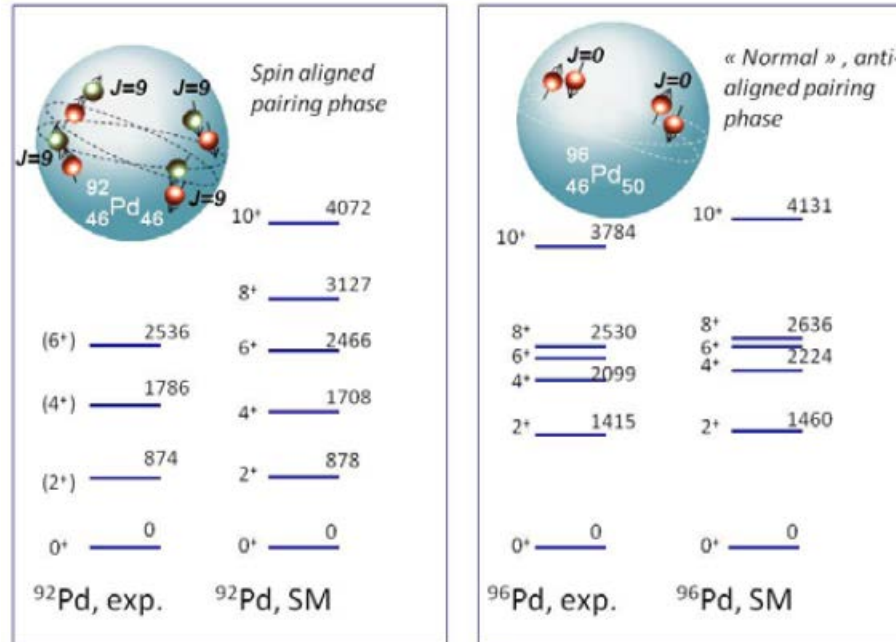 J=9
J=9
J=9
J=9
Spin aligned
pairing phase
92
46Pd46
10+ 4072
8+ 3127
(6+) 2536
6+ 2466
(4+) 1786
4+ 1708
(2+) 874
2+ 878
0+ 0
0+ 0
92Pd, exp.
92Pd, SM
J=0
J=0
« Normal » , anti-
aligned pairing
phase
96
46Pd50
10+ 3784
10+ 4131
8+ 2530
6+
4+ 2099
2+ 1415
0+ 0
8+ 2636
6+
4+ 2224
2+ 1460
0+ 0
96Pd, exp.
96Pd, SM